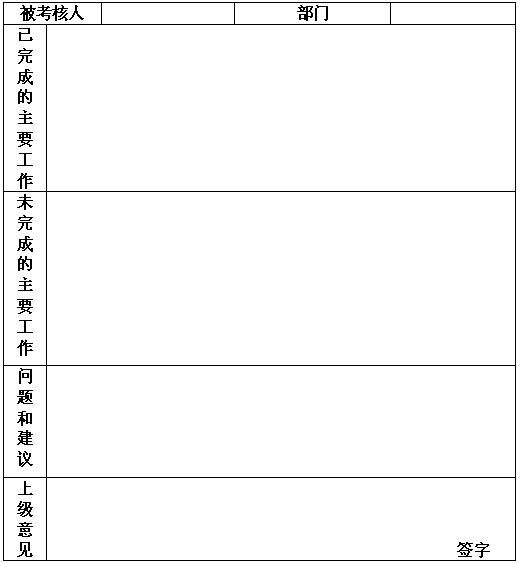 被考核人 部门
已完成的主要工作
未完成的主要工作
问题和建议
上级意见
签字